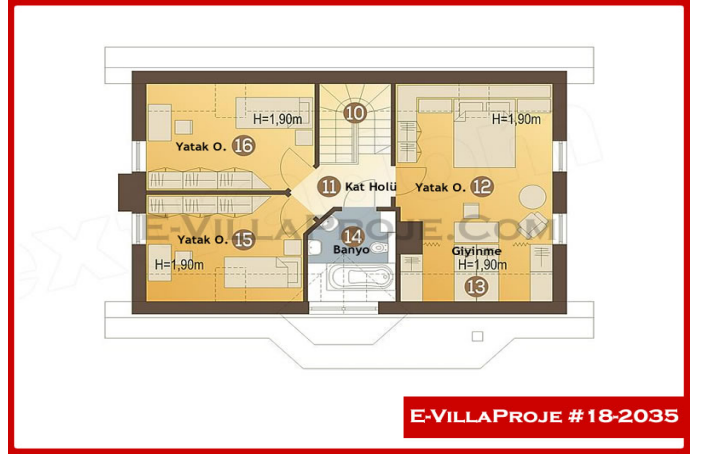 H=1,90m
10
H=1,90m
Yatak O. 16
11 Kat Holü
Yatak O. 12
E-VillaProje.Com
Yatak O. 15
14
Banyo
Giyinme
H=1,90m
H=1,90m
13
E-VillaProje #18-2035